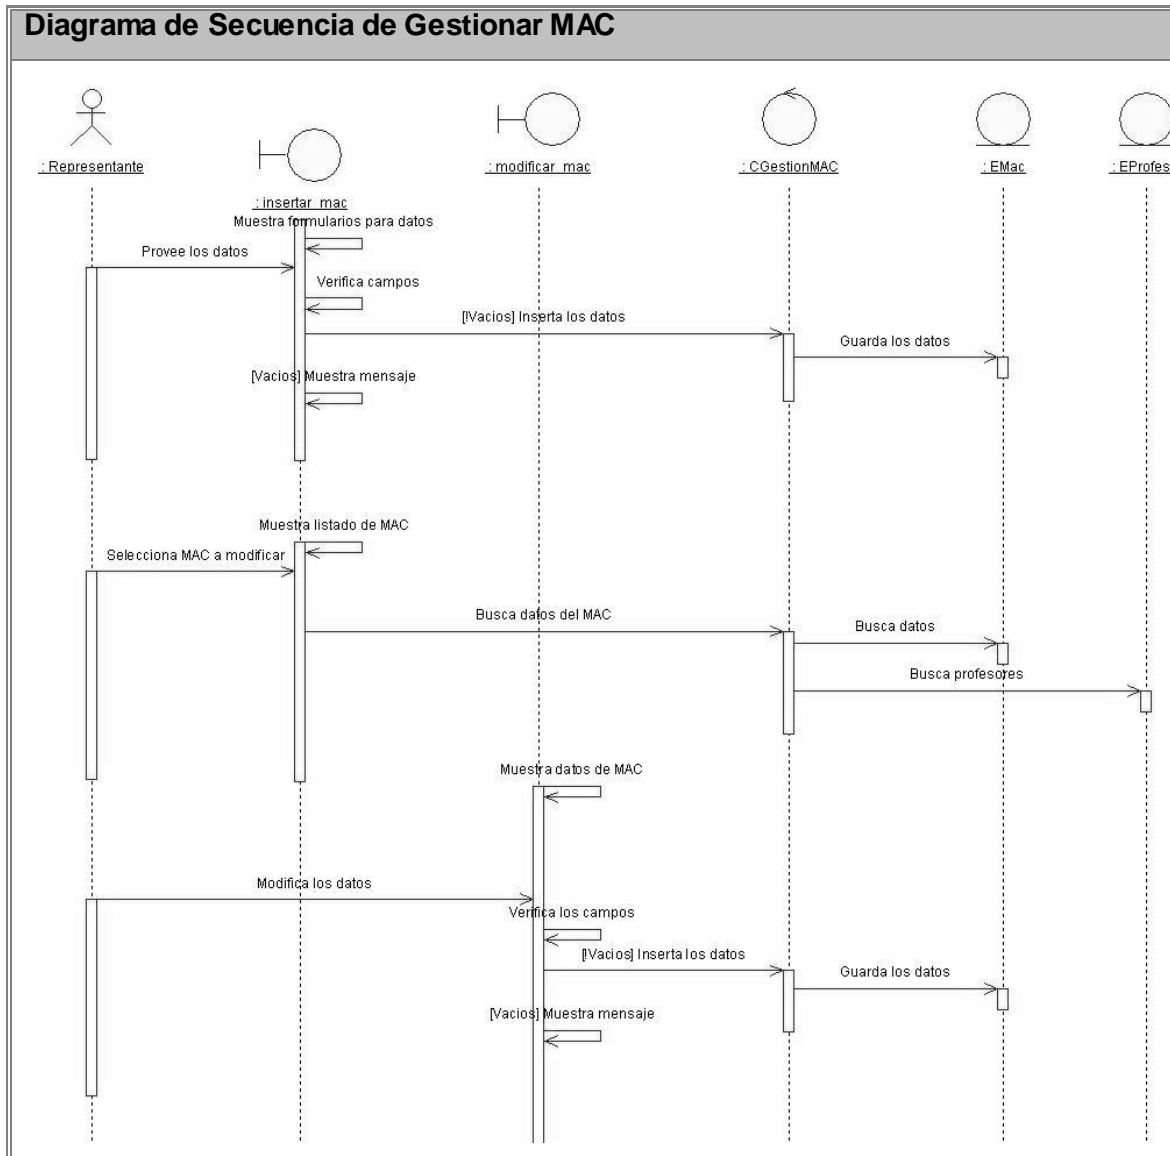 Diagrama de Secuencia de Gestionar MAC
: Representante
: insertar_mac
: modificar_mac
: CGestionMAC
: EMac
: EProfes
Muestra formularios para datos
Provee los datos
Verifica campos
[!Vacios] Inserta los datos
Guarda los datos
[Vacios] Muestra mensaje
Muestra listado de MAC
Selecciona MAC a modificar
Busca datos del MAC
Busca datos
Busca profesores
Muestra datos de MAC
Modifica los datos
Verifica los campos
[!Vacios] Inserta los datos
Guarda los datos
[Vacios] Muestra mensaje